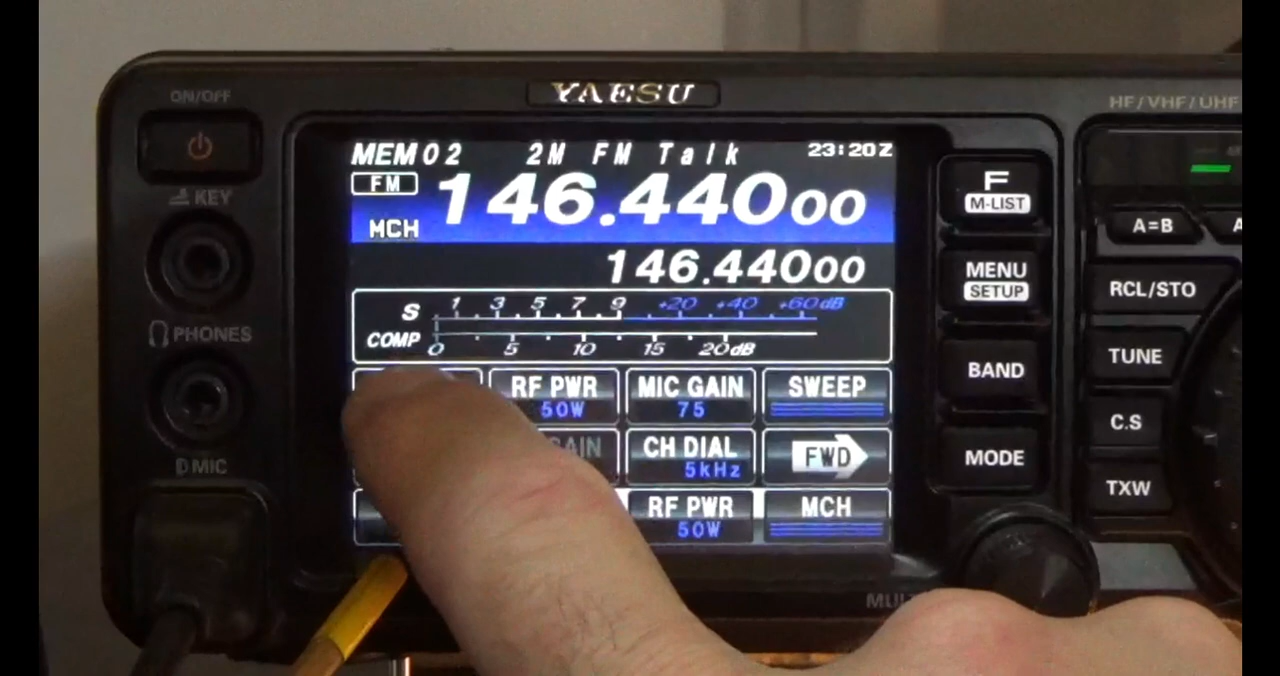 ON/OFF
YAESU
HF/VHF/UHF
MEM 02 2M FM Talk 23:20Z
FM 146.44000
MCH
146.44000
S 1 3 5 7 9 +20 +40 +60dB
COMP 0 5 10 15 20dB
RF PWR MIC GAIN SWEEP
50W 75
GAIN CH DIAL FWD
5kHz
RF PWR MCH
50W
KEY
PHONES
MIC
F
M-LIST
MENU
SETUP
BAND
MODE
A=B
RCL/STO
TUNE
C.S
TXW